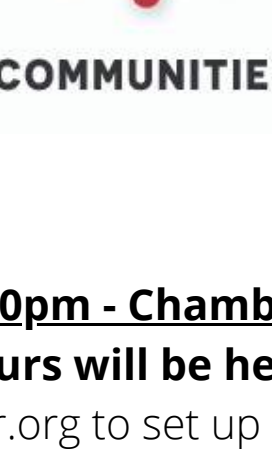 COMMUNITIE
0pm - Chamb
urs will be he
r.org to set up